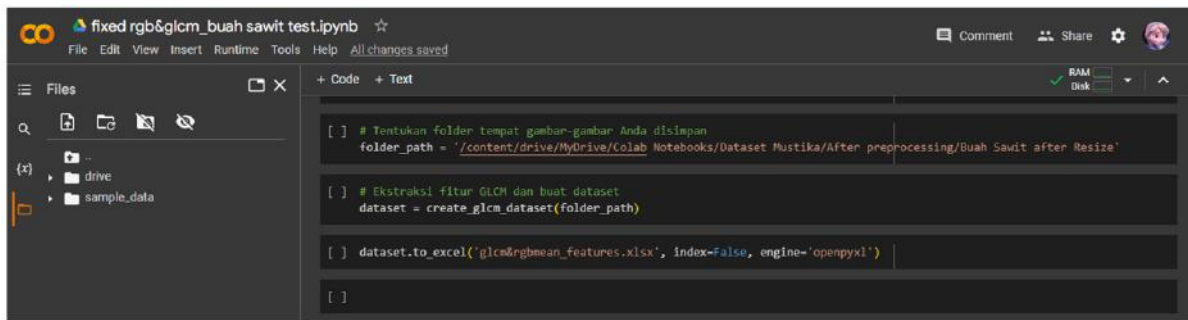 fixed rgb&glcm_buah sawit test.ipynb
File Edit View Insert Runtime Tools Help All changes saved
Comment Share
Files
+ Code + Text
RAM
Disk
..
drive
{x}
sample_data
[ ] # Tentukan folder tempat gambar-gambar Anda disimpan
folder_path = '/content/drive/MyDrive/Colab Notebooks/Dataset Mustika/After preprocessing/Buah Sawit after Resize'
[ ] # Ekstraksi fitur GLCM dan buat dataset
dataset = create_glcm_dataset(folder_path)
[ ] dataset.to_excel('glcm&rgbmean_features.xlsx', index=False, engine='openpyxl')
[ ]